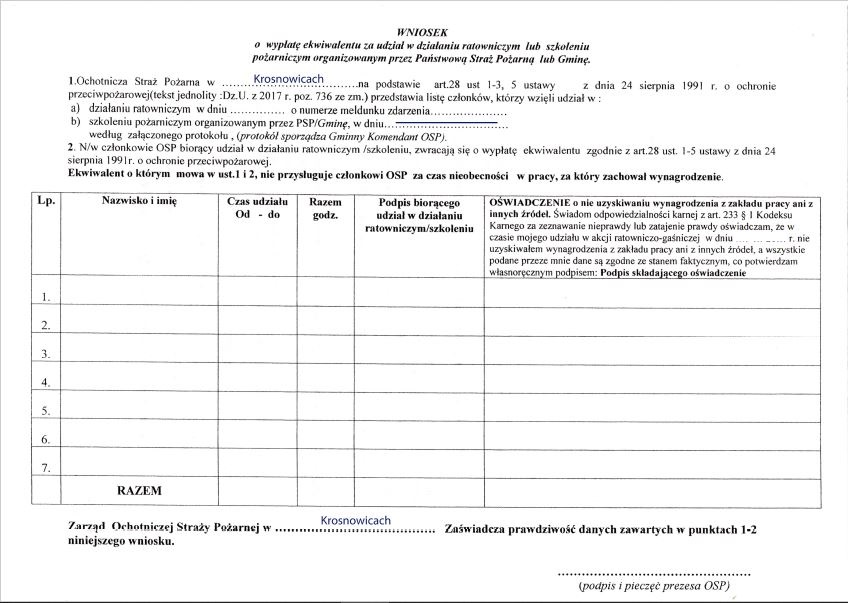 WNIOSEK
o wypłatę ekwiwalentu za udział w działaniu ratowniczym lub szkoleniu
pożarniczym organizowanym przez Państwową Straż Pożarną lub Gminę.
1.Ochotnicza Straż Pożarna w ...Krosnowicach...na podstawie art.28 ust 1-3, 5 ustawy z dnia 24 sierpnia 1991 r. o ochronie
przeciwpożarowej(tekst jednolity :Dz.U. z 2017 r. poz. 736 ze zm.) przedstawia listę członków, którzy wzięli udział w :
a) działaniu ratowniczym w dniu .............. o numerze meldunku zdarzenia.....................
b) szkoleniu pożarniczym organizowanym przez PSP/Gminę, w dniu..................................
według załączonego protokołu , (protokół sporządza Gminny Komendant OSP).
2. N/w członkowie OSP biorący udział w działaniu ratowniczym /szkoleniu, zwracają się o wypłatę ekwiwalentu zgodnie z art.28 ust. 1-5 ustawy z dnia 24
sierpnia 1991r. o ochronie przeciwpożarowej.
Ekwiwalent o którym mowa w ust.1 i 2, nie przysługuje członkowi OSP za czas nieobecności w pracy, za który zachował wynagrodzenie.
Lp.
Nazwisko i imię
Czas udziału
Od - do
Razem
godz.
Podpis biorącego
udział w działaniu
ratowniczym/szkoleniu
OŚWIADCZENIE o nie uzyskiwaniu wynagrodzenia z zakładu pracy ani z
innych źródeł. Świadom odpowiedzialności karnej z art. 233 § 1 Kodeksu
Karnego za zeznawanie nieprawdy lub zatajenie prawdy oświadczam, że w
czasie mojego udziału w akcji ratowniczo-gaśniczej w dniu ... ... ...... r. nie
uzyskiwałem wynagrodzenia z zakładu pracy ani z innych źródeł, a wszystkie
podane przeze mnie dane są zgodne ze stanem faktycznym, co potwierdzam
własnoręcznym podpisem: Podpis składającego oświadczenie
1.
2.
3.
4.
5.
6.
7.
RAZEM
Zarząd Ochotniczej Straży Pożarnej w ...Krosnowicach... Zaświadcza prawdziwość danych zawartych w punktach 1-2
niniejszego wniosku.
..........................................
(podpis i pieczęć prezesa OSP)